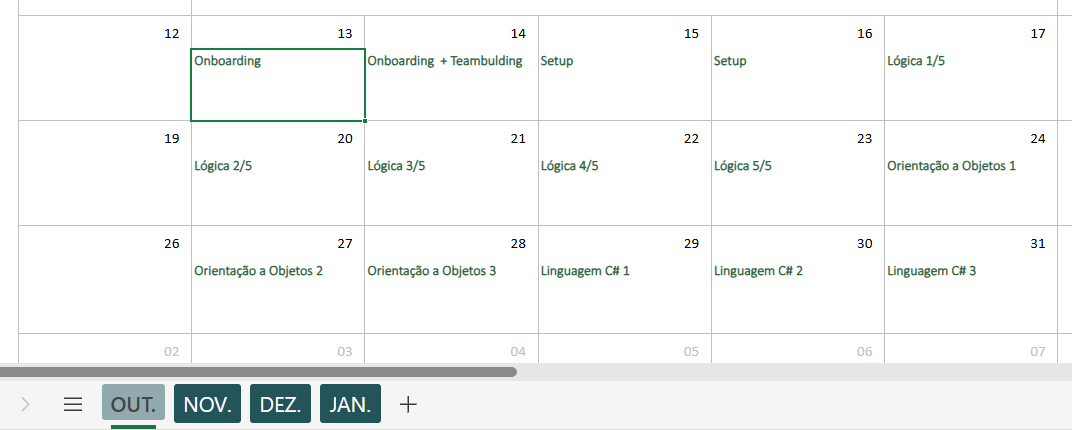 12 13 14 15 16 17
Onboarding Onboarding + Teambulding Setup Setup Lógica 1/5
19 20 21 22 23 24
Lógica 2/5 Lógica 3/5 Lógica 4/5 Lógica 5/5 Orientação a Objetos 1
26 27 28 29 30 31
Orientação a Objetos 2 Orientação a Objetos 3 Linguagem C# 1 Linguagem C# 2 Linguagem C# 3
02 03 04 05 06 07
OUT. NOV. DEZ. JAN.